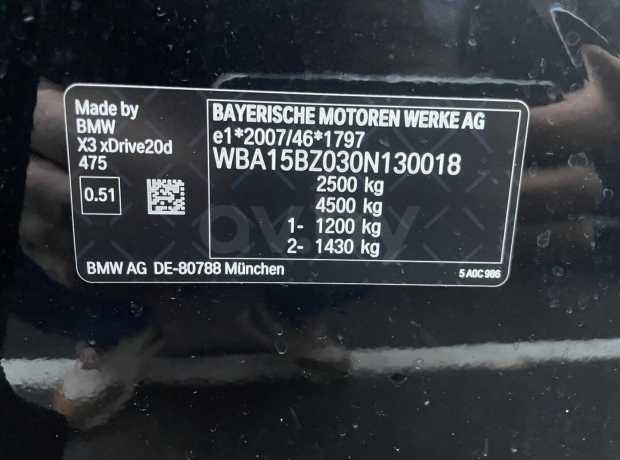 Made by
BMW
X3 xDrive20d
475
0.51
BAYERISCHE MOTOREN WERKE AG
e1*2007/46*1797
WBA15BZ030N130018
2500 kg
4500 kg
1- 1200 kg
2- 1430 kg
BMW AG DE-80788 München
5 A0C 986